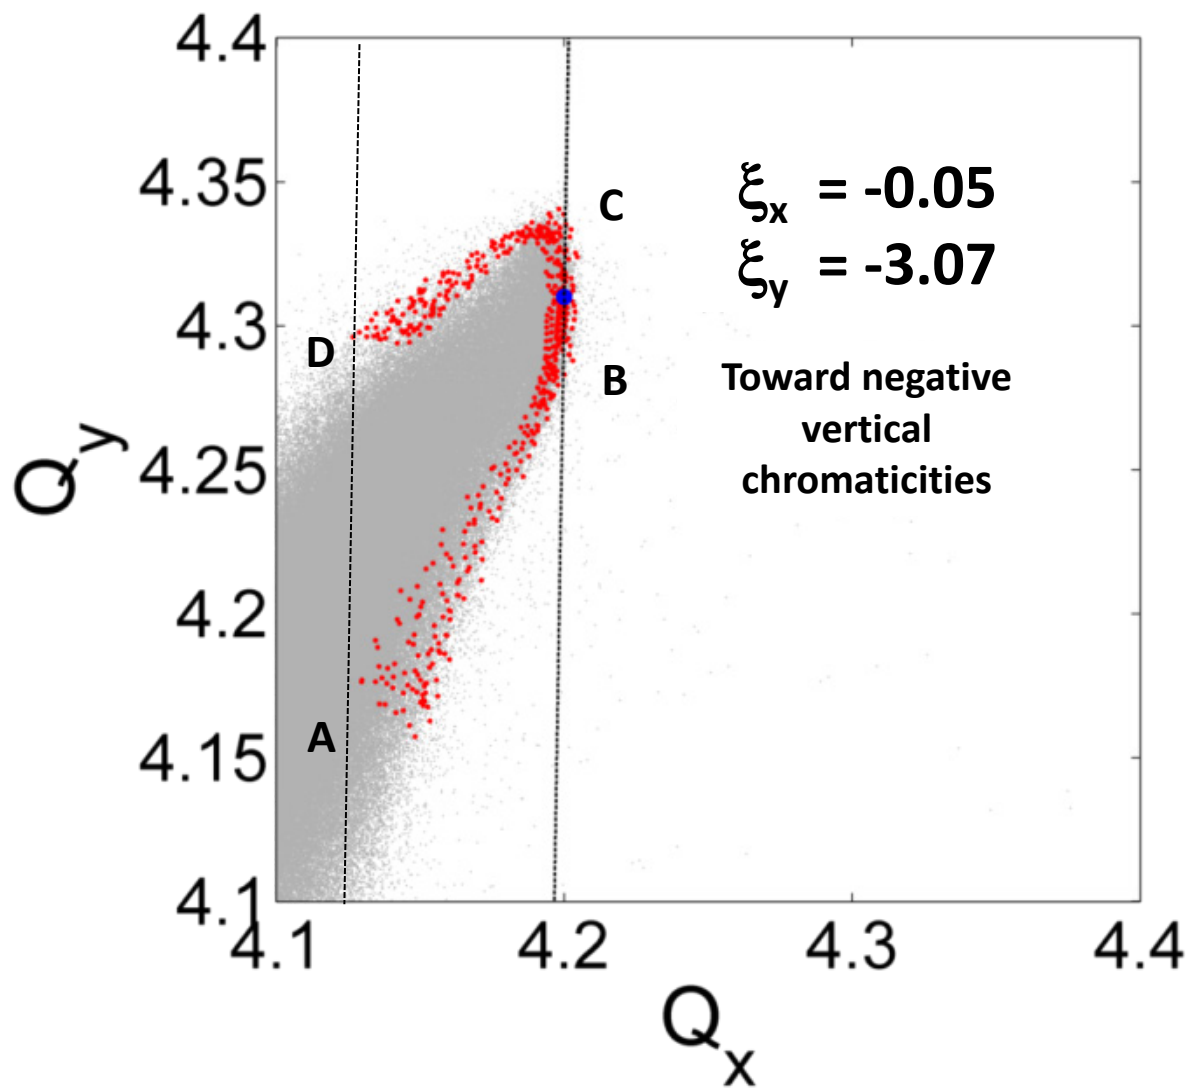 4.4
4.35
4.3
4.25
4.2
4.15
4.1
Qy
4.1
4.2
4.3
4.4
Qx
ξx = -0.05
ξy = -3.07
Toward negative
vertical
chromaticities
C
B
D
A